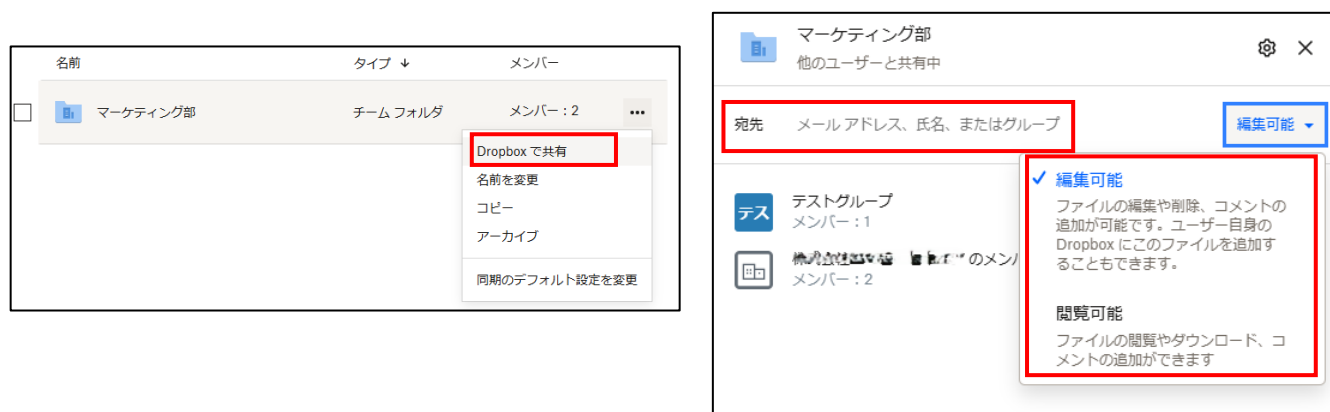 名前 タイプ ↓ メンバー
マーケティング部 チーム フォルダ メンバー：2 •••
Dropbox で共有
名前を変更
コピー
アーカイブ
同期のデフォルト設定を変更
マーケティング部
他のユーザーと共有中
宛先 メール アドレス、氏名、またはグループ 編集可能
編集可能
ファイルの編集や削除、コメントの
追加が可能です。ユーザー自身の
Dropbox にこのファイルを追加す
ることもできます。
閲覧可能
ファイルの閲覧やダウンロード、コ
メントの追加ができます
テス テストグループ
メンバー：1
のメンバ
メンバー：2